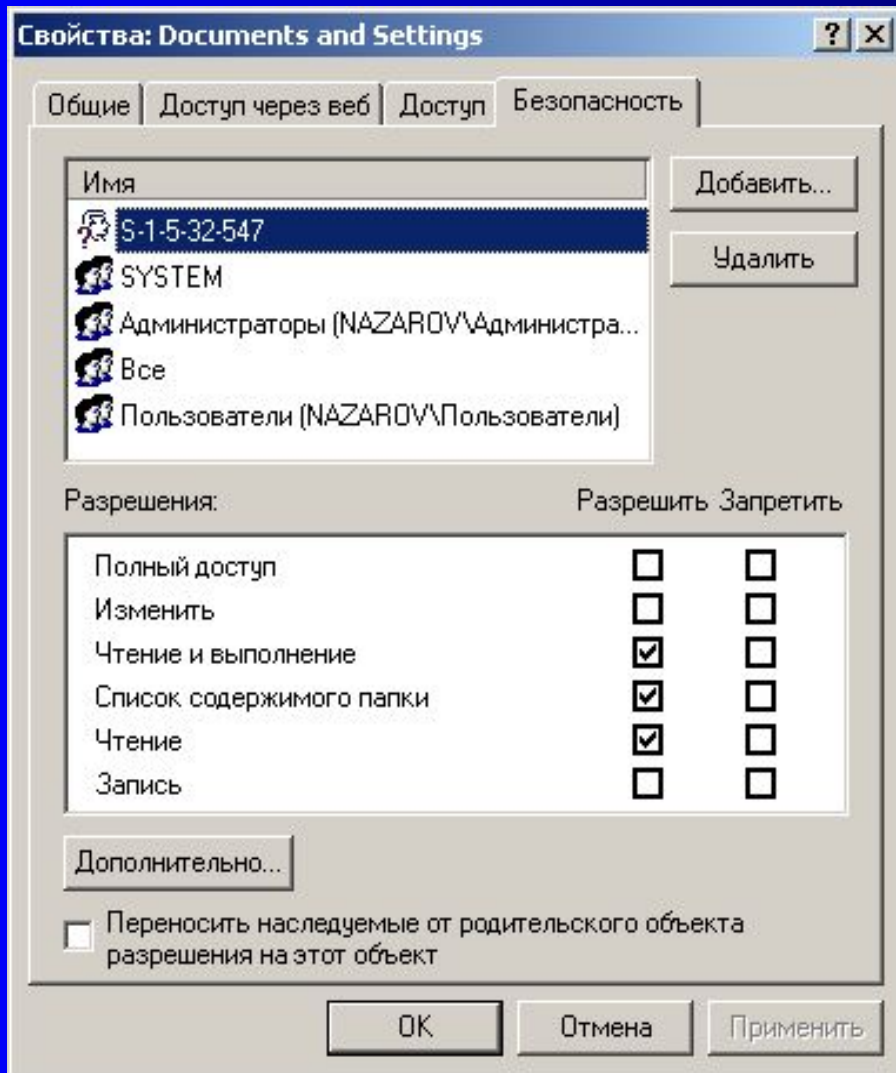 Свойства: Documents and Settings
Общие Доступ через веб Доступ Безопасность
Имя
Добавить...
S-1-5-32-547
Удалить
SYSTEM
Администраторы (NAZAROV\Администра...
Все
Пользователи (NAZAROV\Пользователи)
Разрешения: Разрешить Запретить
Полный доступ
Изменить
Чтение и выполнение
Список содержимого папки
Чтение
Запись
Дополнительно...
Переносить наследуемые от родительского объекта
разрешения на этот объект
OK Отмена Применить